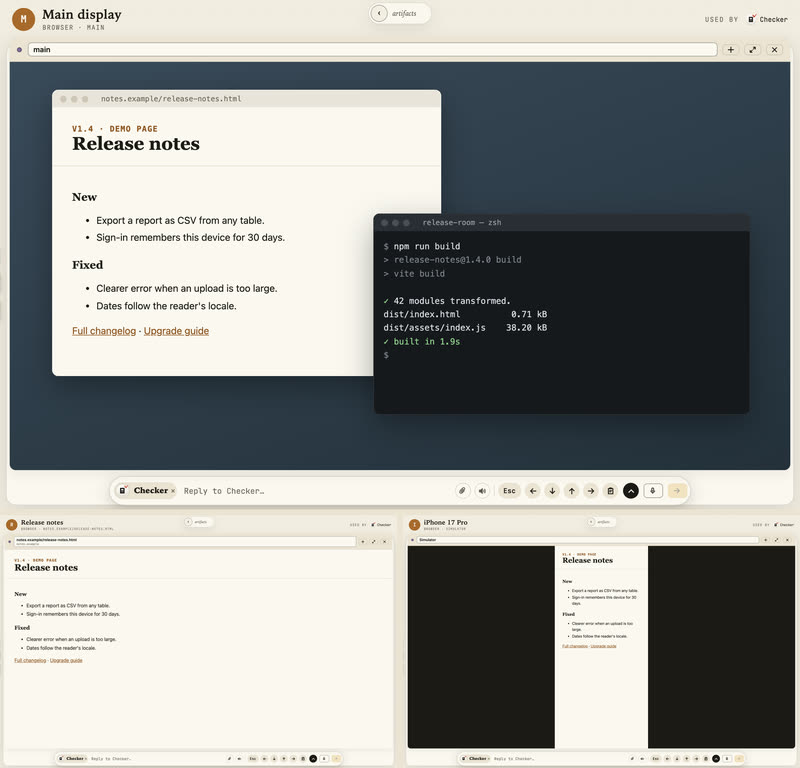 M
Main display
BROWSER · MAIN
artifacts
USED BY Checker
main
notes.example/release-notes.html
V1.4 · DEMO PAGE
Release notes
New
• Export a report as CSV from any table.
• Sign-in remembers this device for 30 days.
Fixed
• Clearer error when an upload is too large.
• Dates follow the reader's locale.
Full changelog · Upgrade guide
release-room — zsh
$ npm run build
> release-notes@1.4.0 build
> vite build
✓ 42 modules transformed.
dist/index.html 0.71 kB
dist/assets/index.js 38.20 kB
✓ built in 1.9s
$
Checker × Reply to Checker… Esc
Release notes
BROWSER · NOTES.EXAMPLE/RELEASE-NOTES.HTML
artifacts
USED BY Checker
notes.example/release-notes.html
notes.example
V1.4 · DEMO PAGE
Release notes
New
• Export a report as CSV from any table.
• Sign-in remembers this device for 30 days.
Fixed
• Clearer error when an upload is too large.
• Dates follow the reader's locale.
Full changelog · Upgrade guide
Checker × Reply to Checker… Esc
I
iPhone 17 Pro
BROWSER · SIMULATOR
artifacts
USED BY Checker
Simulator
V1.4 · DEMO PAGE
Release notes
New
• Export a report as CSV from any table.
• Sign-in remembers this device for 30
days.
Fixed
• Clearer error when an upload is too
large.
• Dates follow the reader's locale.
Full changelog · Upgrade guide
Checker × Reply to Checker… Esc